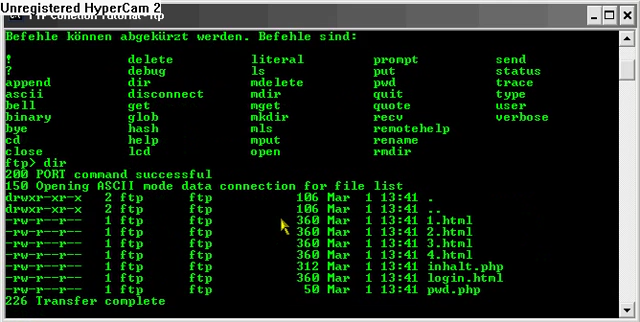 Unregistered HyperCam 2
Befehle können abgekürzt werden. Befehle sind:
! delete literal prompt send
? debug ls put status
append dir mdelete pwd trace
ascii disconnect mdir quit type
bell get mget quote user
binary glob mkdir recv verbose
bye hash mls remotehelp
cd help mput rename
close lcd open rmdir
ftp> dir
200 PORT command successful
150 Opening ASCII mode data connection for file list
drwxr-xr-x 2 ftp ftp 106 Mar 1 13:41 .
drwxr-xr-x 2 ftp ftp 106 Mar 1 13:41 ..
-rw-r--r-- 1 ftp ftp 360 Mar 1 13:41 1.html
-rw-r--r-- 1 ftp ftp 360 Mar 1 13:41 2.html
-rw-r--r-- 1 ftp ftp 360 Mar 1 13:41 3.html
-rw-r--r-- 1 ftp ftp 360 Mar 1 13:41 4.html
-rw-r--r-- 1 ftp ftp 312 Mar 1 13:41 inhalt.php
-rw-r--r-- 1 ftp ftp 360 Mar 1 13:41 login.html
-rw-r--r-- 1 ftp ftp 50 Mar 1 13:41 pwd.php
226 Transfer complete